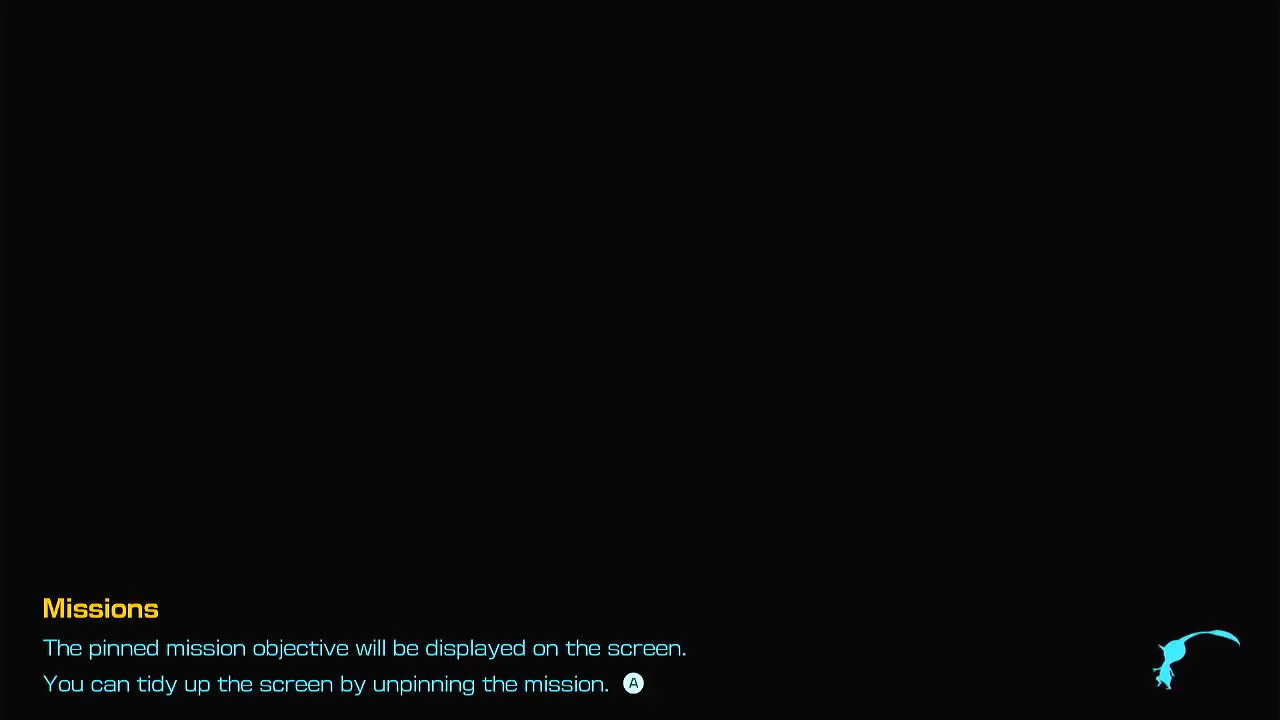 Missions
The pinned mission objective will be displayed on the screen.
You can tidy up the screen by unpinning the mission. A